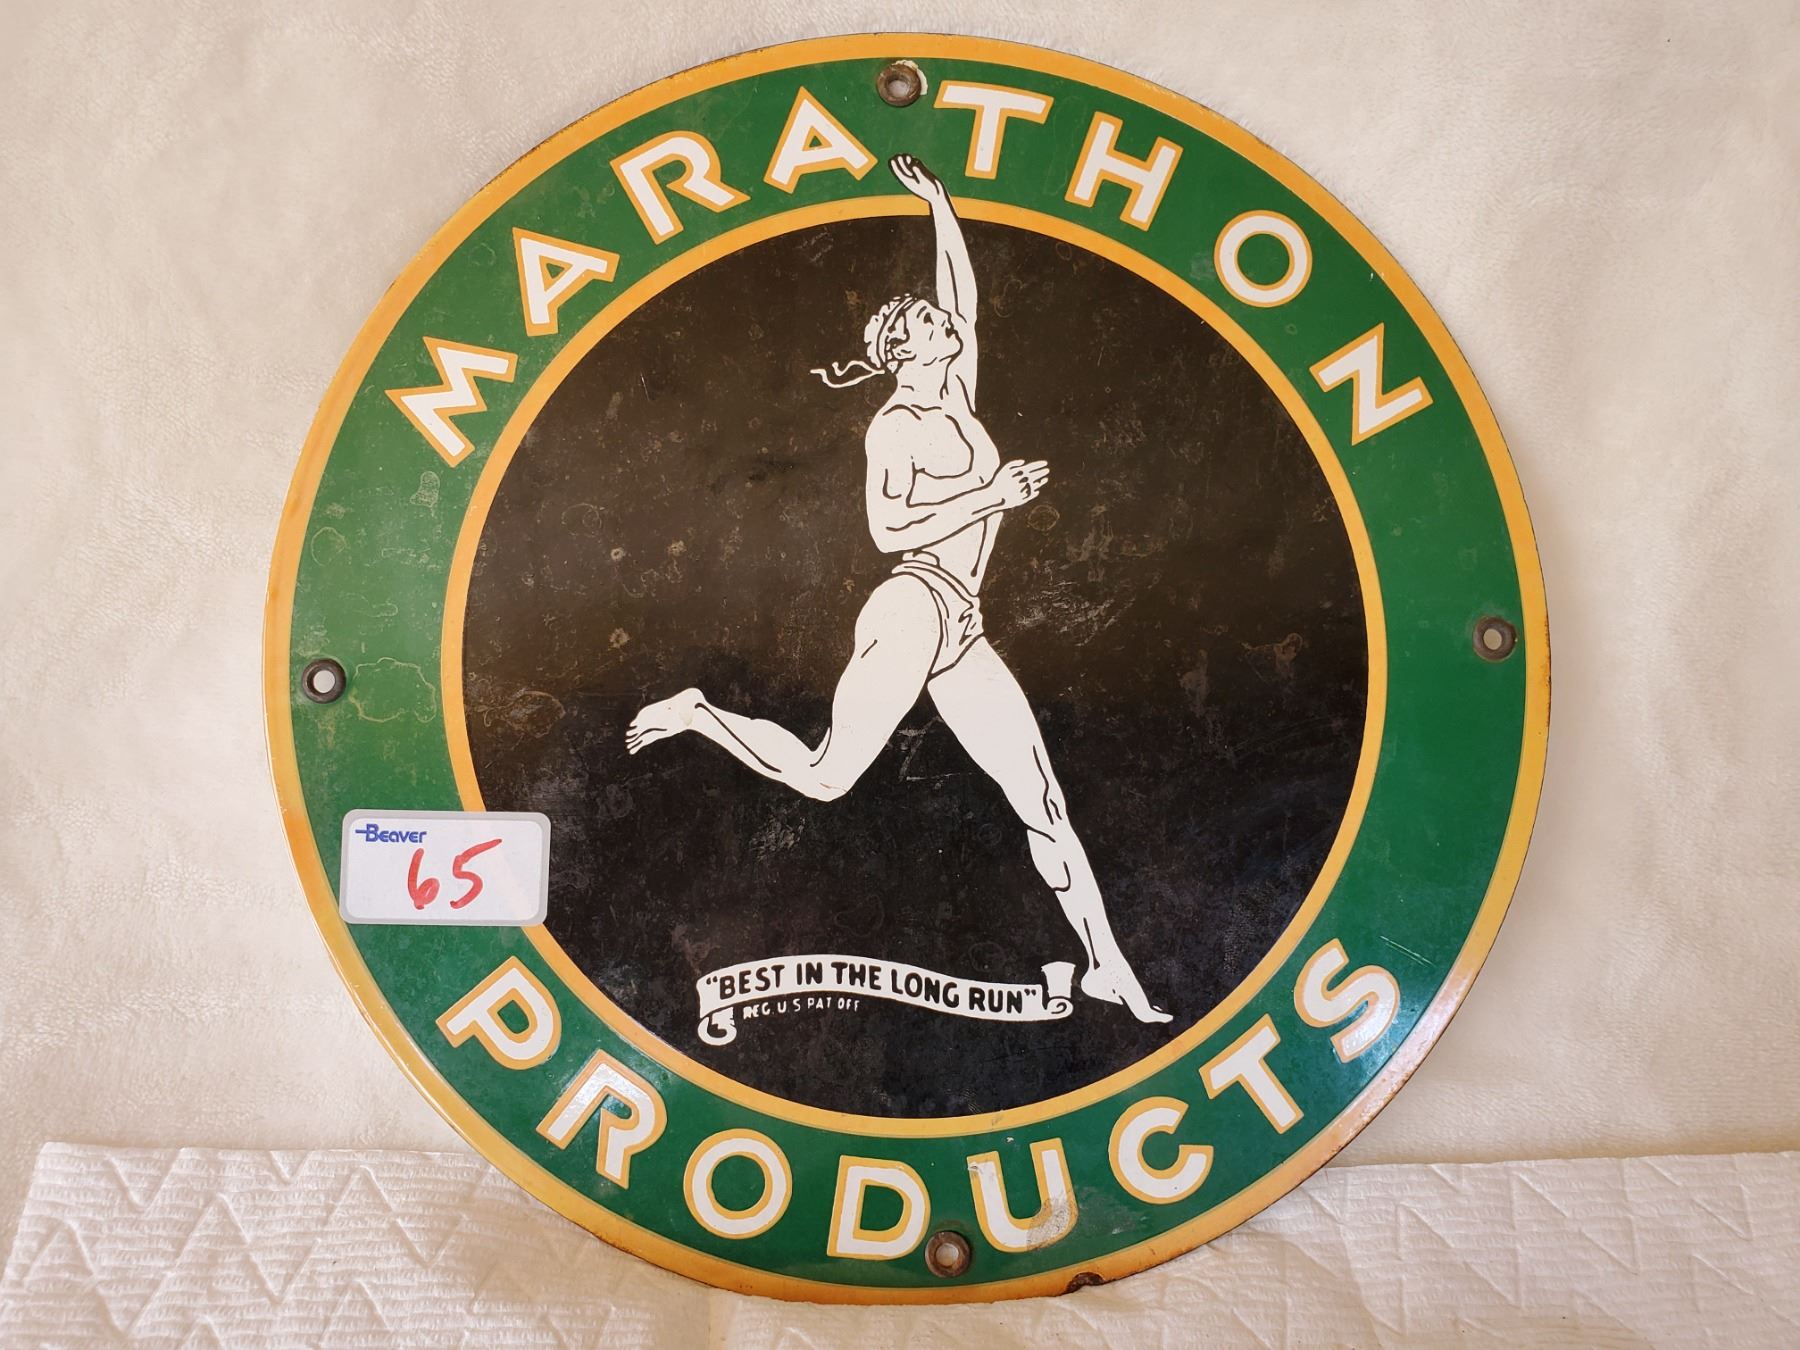 MARATHON
"BEST IN THE LONG RUN"
REG. U.S PAT OFF
PRODUCTS
Beaver
65